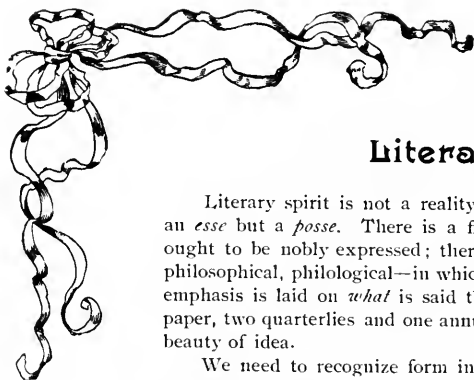 Litera
Literary spirit is not a reality
an esse but a posse. There is a f
ought to be nobly expressed; ther
philosophical, philological—in whic
emphasis is laid on what is said t
paper, two quarterlies and one ann
beauty of idea.
We need to recognize form in